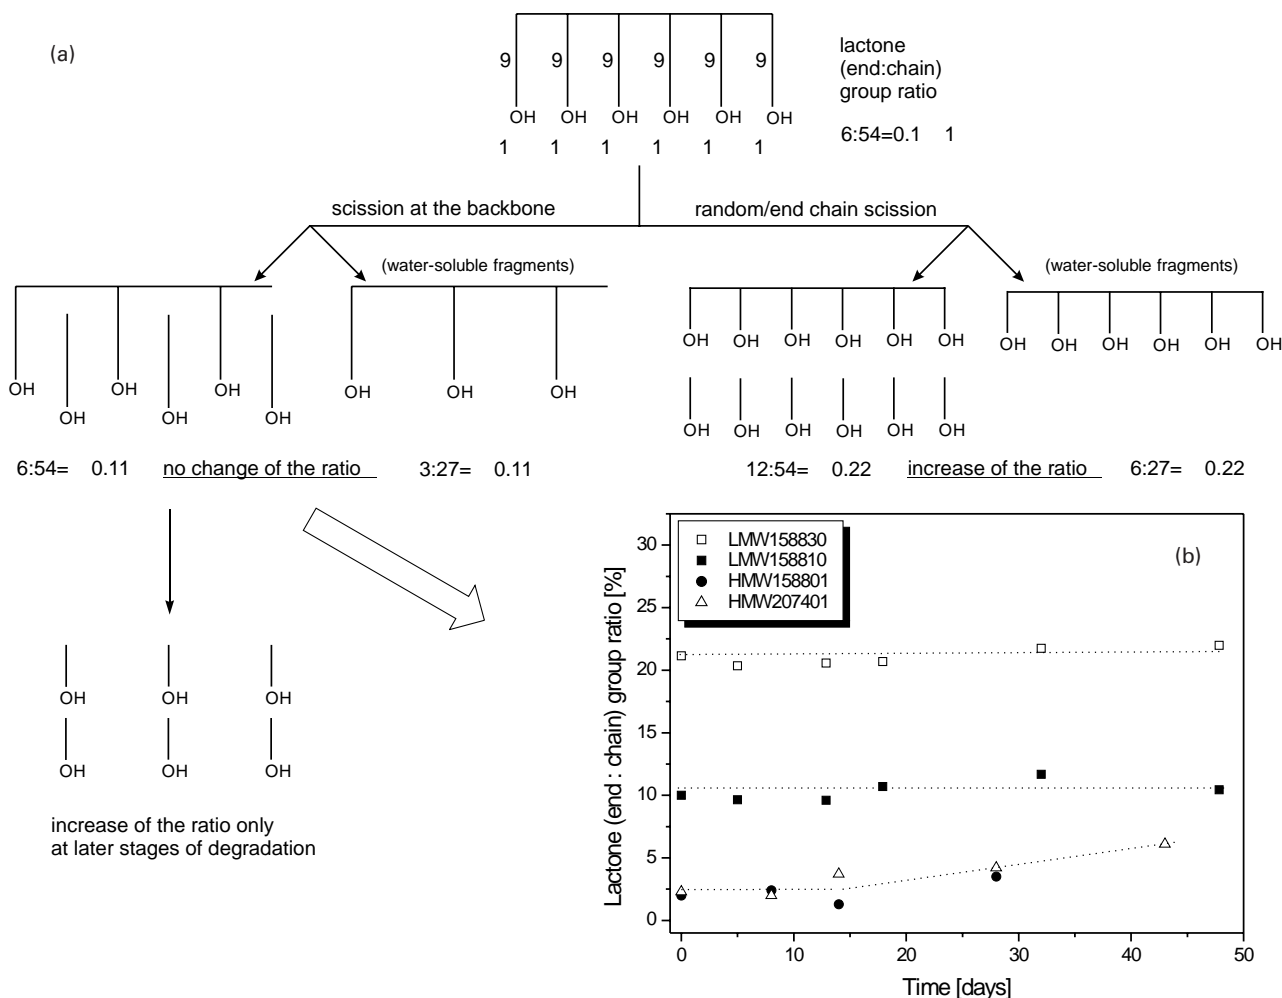 (a)
9 9 9 9 9 9
OH OH OH OH OH OH
1 1 1 1 1 1
lactone
(end:chain)
group ratio
6:54=0.1 1
scission at the backbone
random/end chain scission
(water-soluble fragments)
(water-soluble fragments)
OH OH OH
OH OH OH
OH OH OH
6:54= 0.11 no change of the ratio 3:27= 0.11
OH OH OH OH OH OH
OH OH OH OH OH OH
OH OH OH OH OH OH
12:54= 0.22 increase of the ratio 6:27= 0.22
OH OH OH
OH OH OH
increase of the ratio only
at later stages of degradation
(b)
LMW158830
LMW158810
HMW158801
HMW207401
Lactone (end : chain) group ratio [%]
30
25
20
15
10
5
0
0 10 20 30 40 50
Time [days]